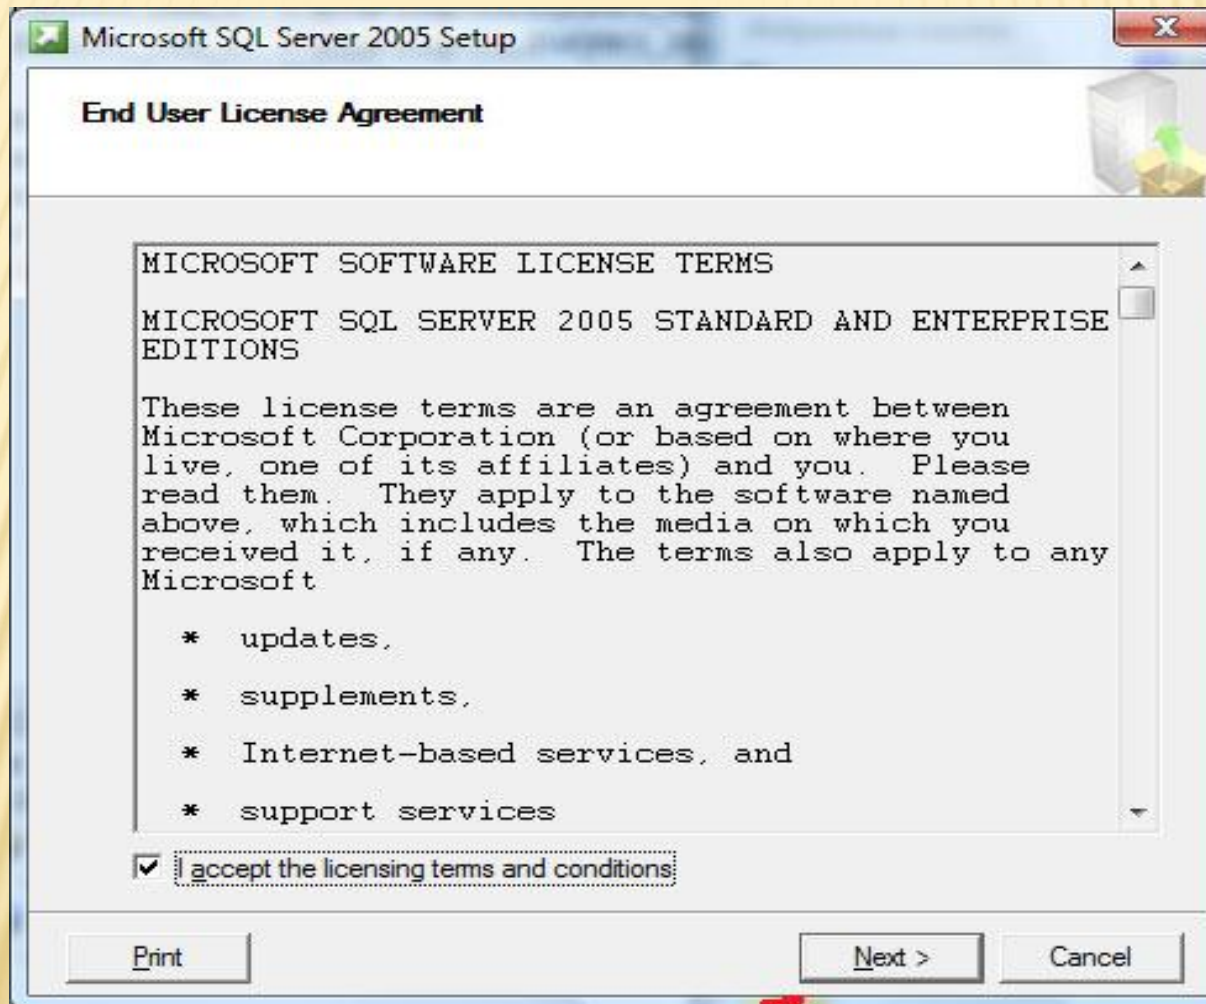 Microsoft SQL Server 2005 Setup
End User License Agreement
MICROSOFT SOFTWARE LICENSE TERMS
MICROSOFT SQL SERVER 2005 STANDARD AND ENTERPRISE
EDITIONS
These license terms are an agreement between
Microsoft Corporation (or based on where you
live, one of its affiliates) and you.  Please
read them.  They apply to the software named
above, which includes the media on which you
received it, if any.  The terms also apply to any
Microsoft
* updates,
* supplements,
* Internet-based services, and
* support services
I accept the licensing terms and conditions
Print
Next >
Cancel